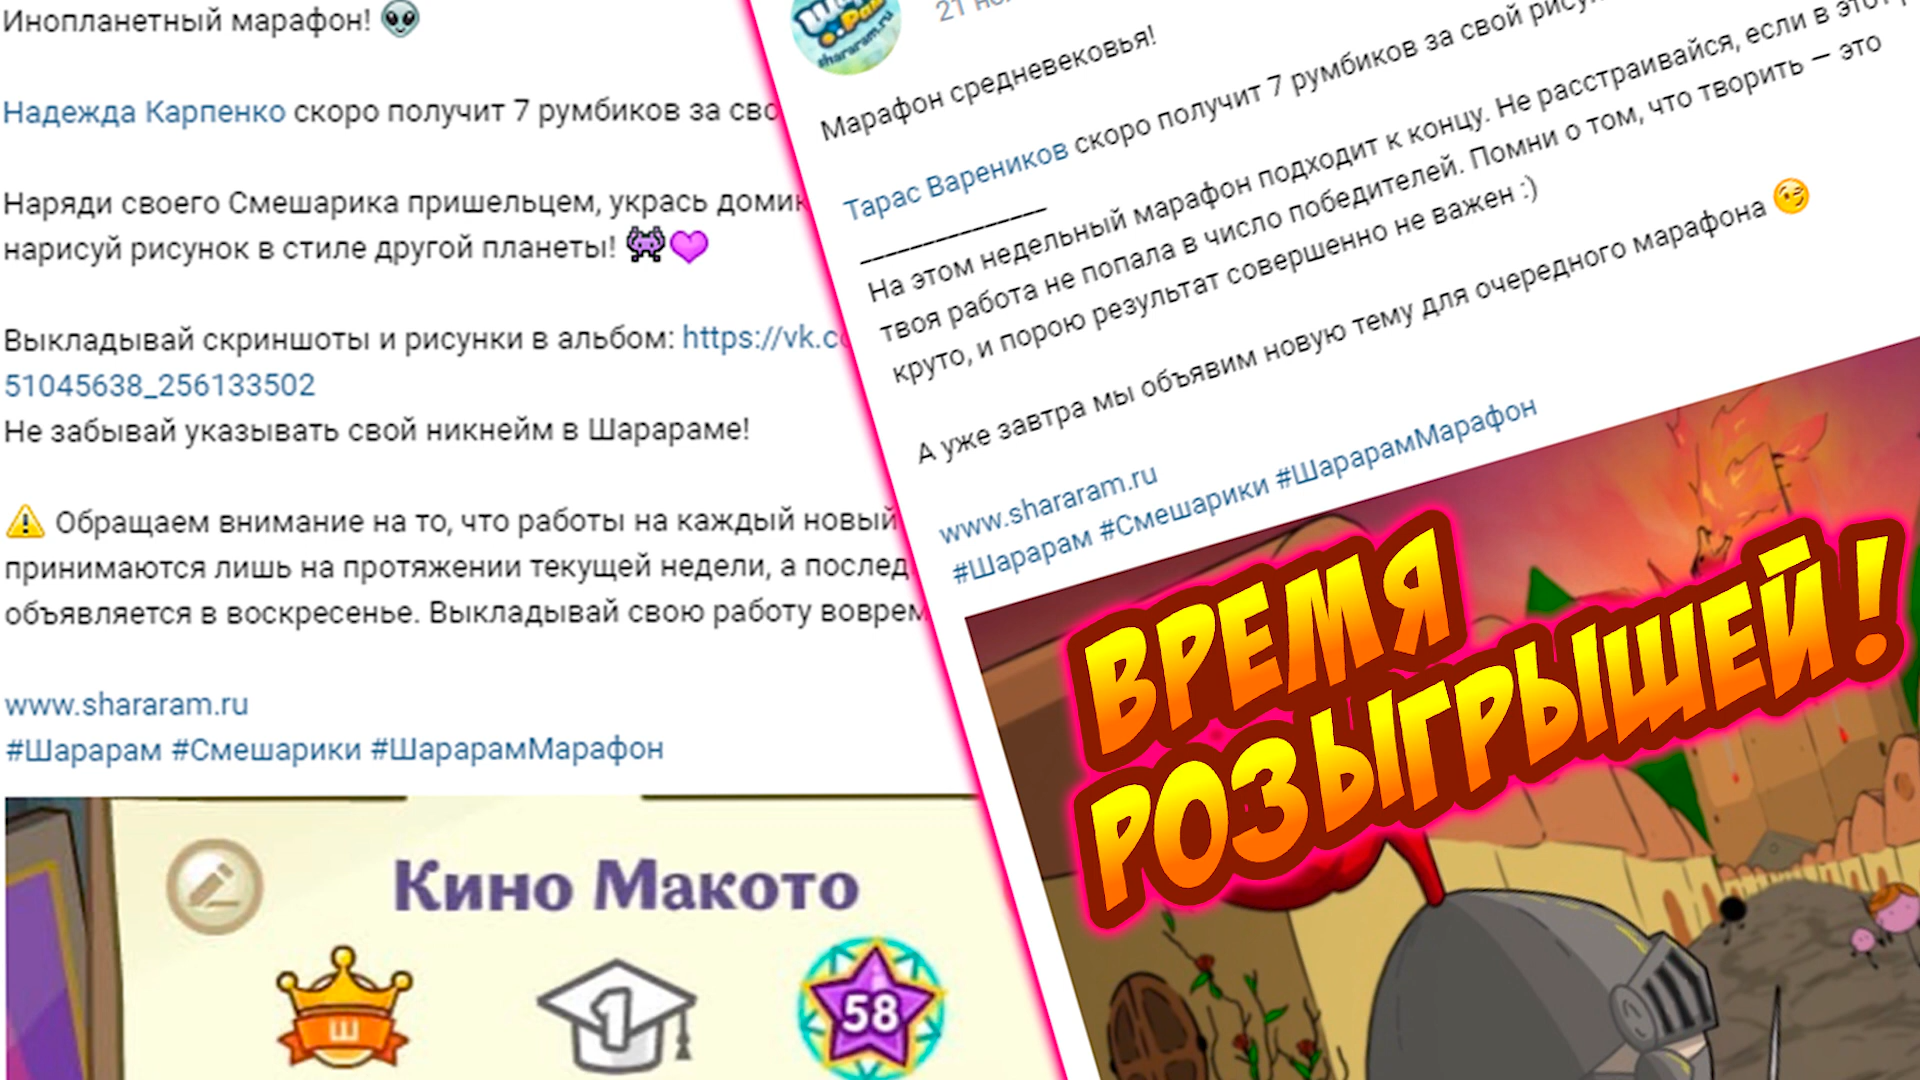 Инопланетный марафон!
Надежда Карпенко скоро получит 7 румбиков за сво
Наряди своего Смешарика пришельцем, укрась домик
нарисуй рисунок в стиле другой планеты!
Выкладывай скриншоты и рисунки в альбом: https://vk.c
51045638_256133502
Не забывай указывать свой никнейм в Шарараме!
Обращаем внимание на то, что работы на каждый новый
принимаются лишь на протяжении текущей недели, а послед
объявляется в воскресенье. Выкладывай свою работу воврем
www.shararam.ru
#Шарарам #Смешарики #ШарарамМарафон
Кино Макото
Ш
1
58
shararam.ru
21
Марафон средневековья!
Тарас Вареников скоро получит 7 румбиков за свой рису
На этом недельный марафон подходит к концу. Не расстраивайся, если в этот р
твоя работа не попала в число победителей. Помни о том, что творить — это
круто, и порою результат совершенно не важен :)
А уже завтра мы объявим новую тему для очередного марафона
www.shararam.ru
#Шарарам #Смешарики #ШарарамМарафон
ВРЕМЯ
РОЗЫГРЫШЕЙ!